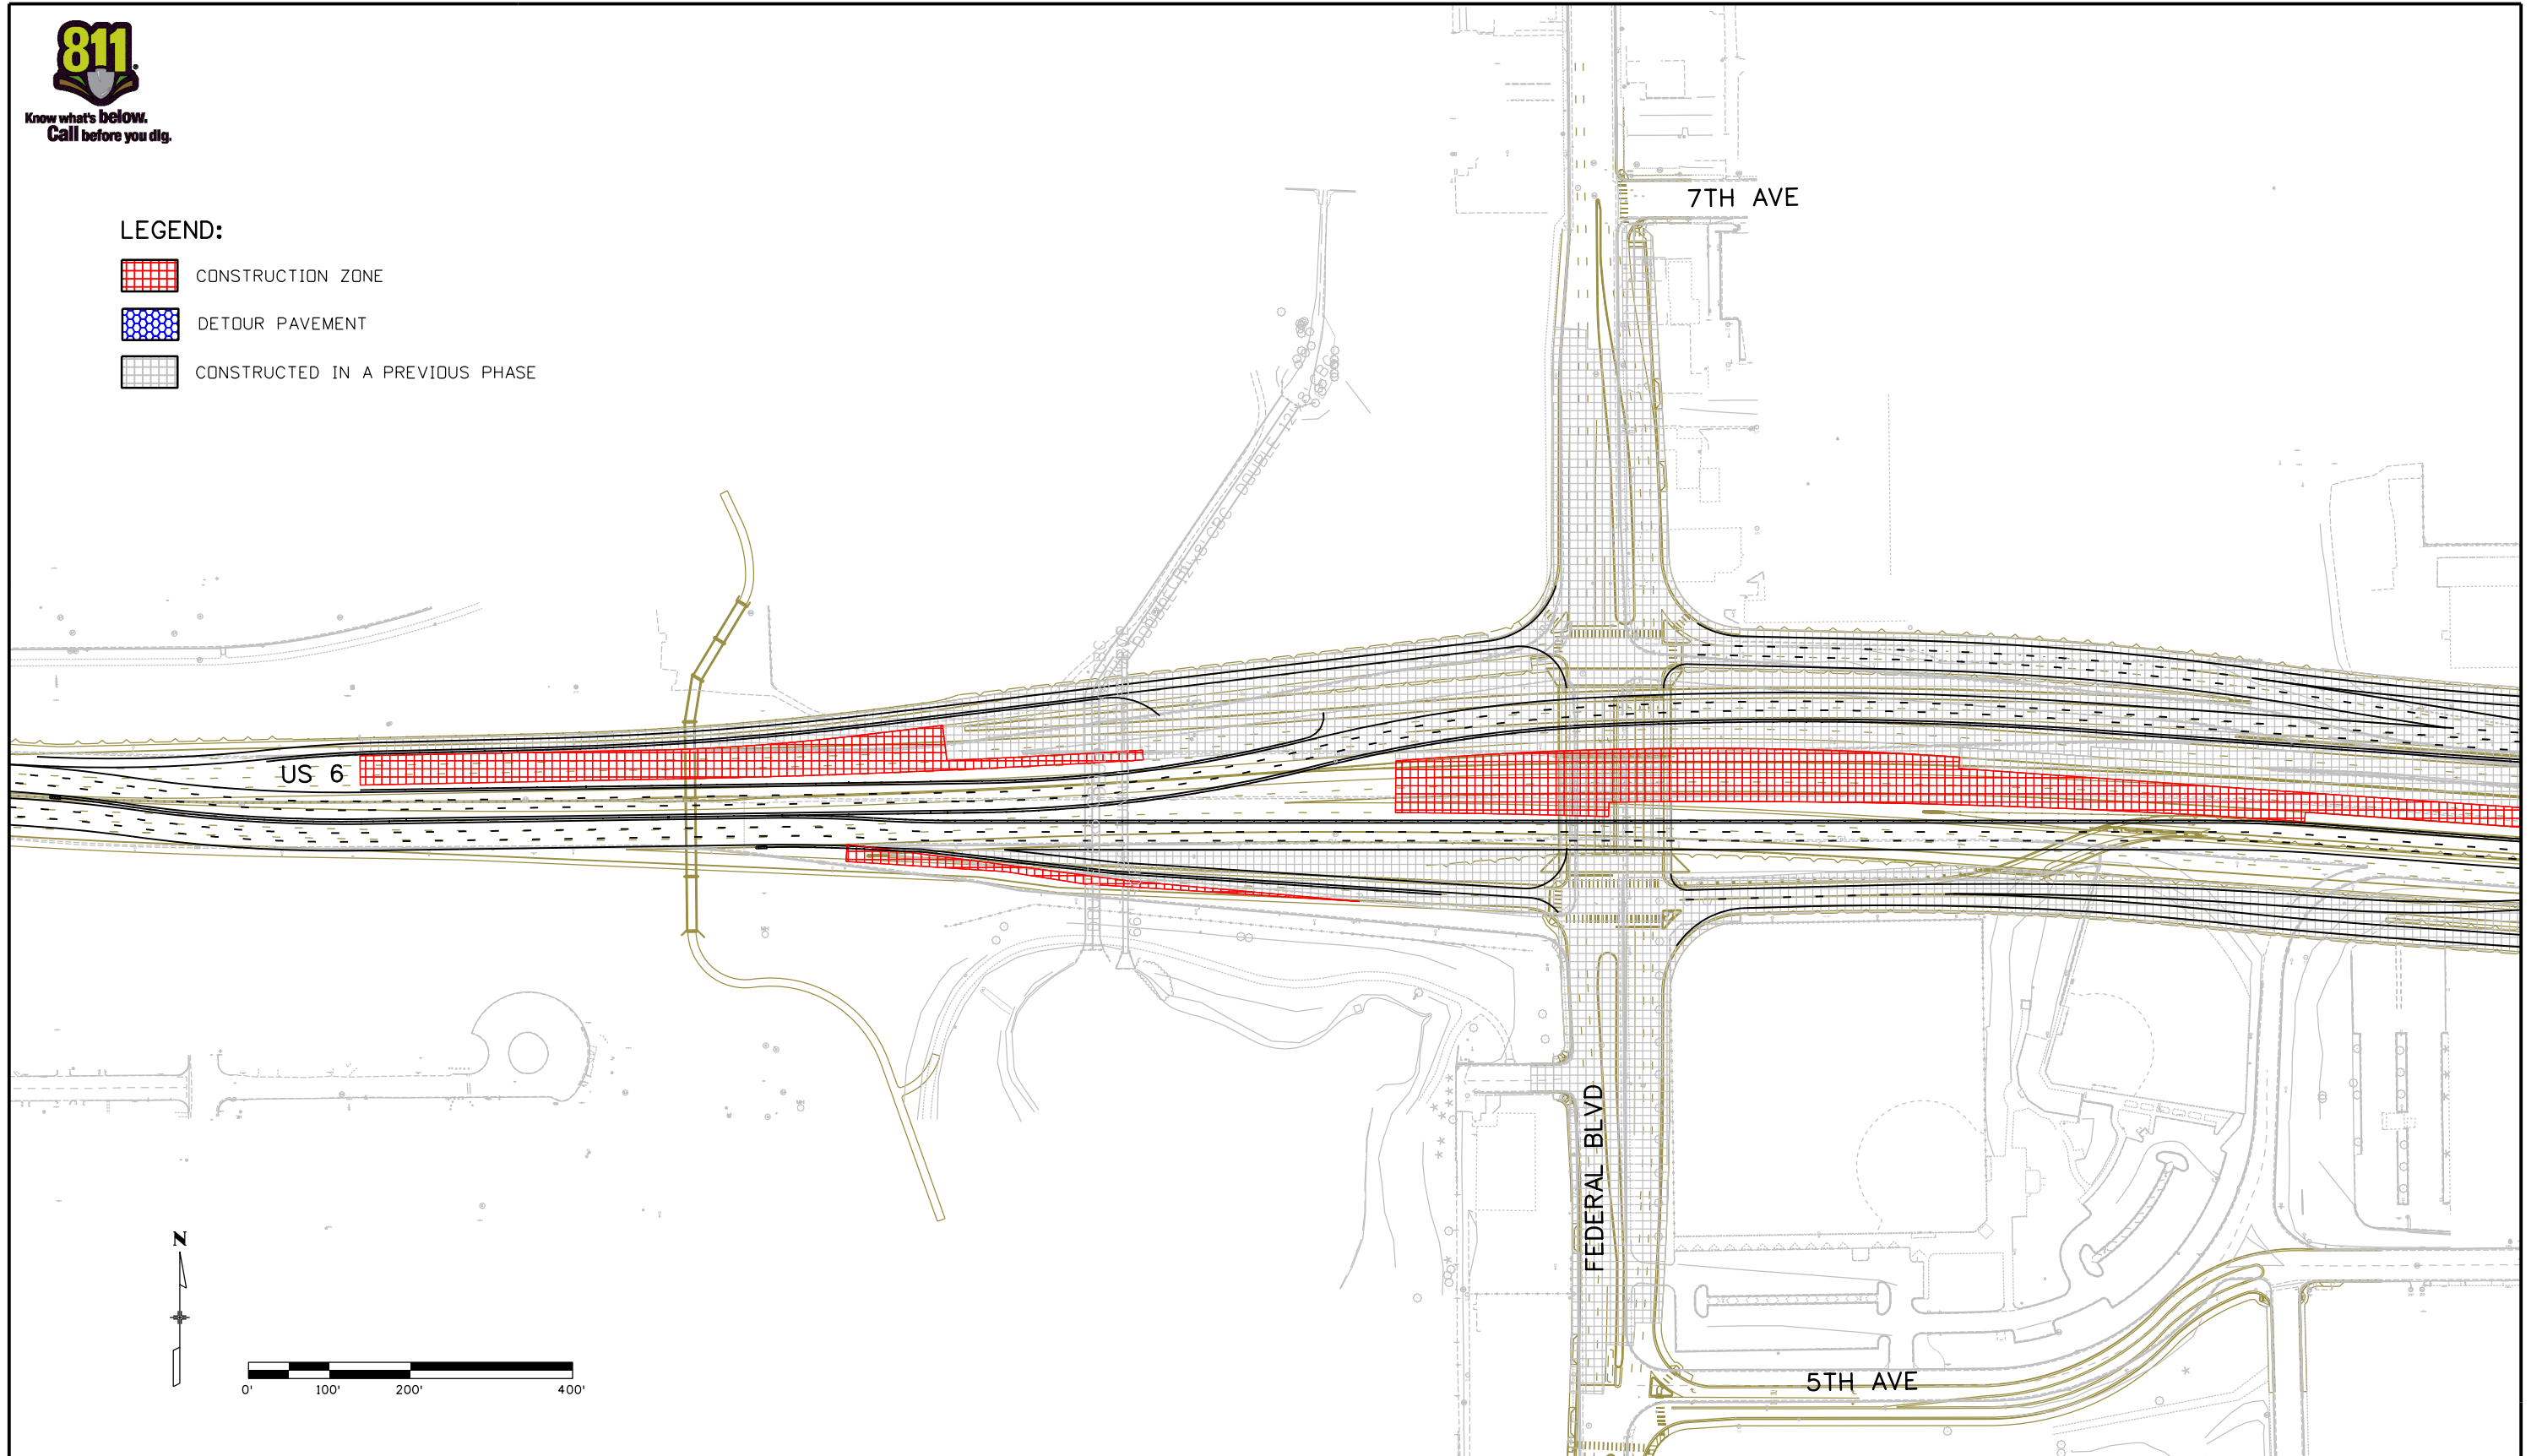 811
Know what's below.
Call before you dig.
LEGEND:
CONSTRUCTION ZONE
DETOUR PAVEMENT
CONSTRUCTED IN A PREVIOUS PHASE
7TH AVE
US 6
FEDERAL BLVD
5TH AVE
N
0' 100' 200' 400'